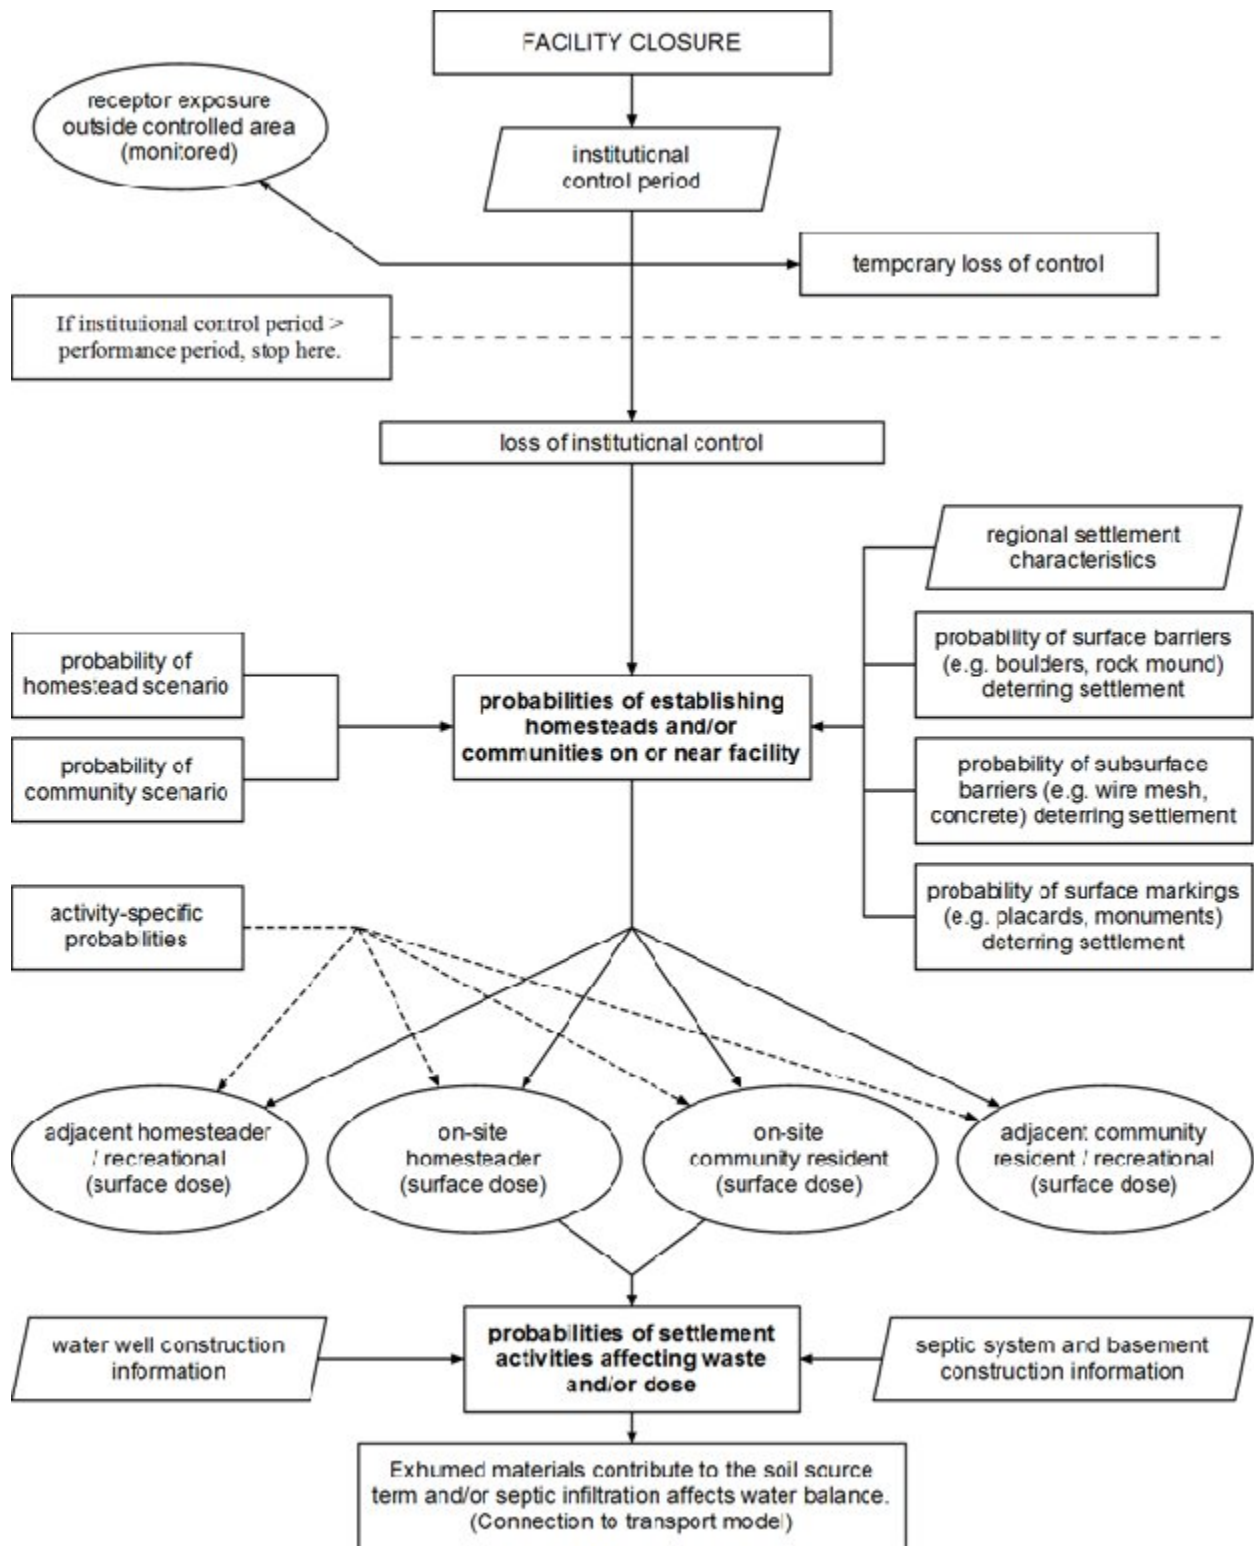 FACILITY CLOSURE
receptor exposure
outside controlled area
(monitored)
institutional
control period
temporary loss of control
If institutional control period >
performance period, stop here.
loss of institutional control
regional settlement
characteristics
probability of surface barriers
(e.g. boulders, rock mound)
deterring settlement
probability of
homestead scenario
probabilities of establishing
homesteads and/or
communities on or near facility
probability of
community scenario
probability of subsurface
barriers (e.g. wire mesh,
concrete) deterring settlement
activity-specific
probabilities
probability of surface markings
(e.g. placards, monuments)
deterring settlement
adjacent homesteader
/ recreational
(surface dose)
on-site
homesteader
(surface dose)
on-site
community resident
(surface dose)
adjacent community
resident / recreational
(surface dose)
water well construction
information
probabilities of settlement
activities affecting waste
and/or dose
septic system and basement
construction information
Exhumed materials contribute to the soil source
term and/or septic infiltration affects water balance.
(Connection to transport model)